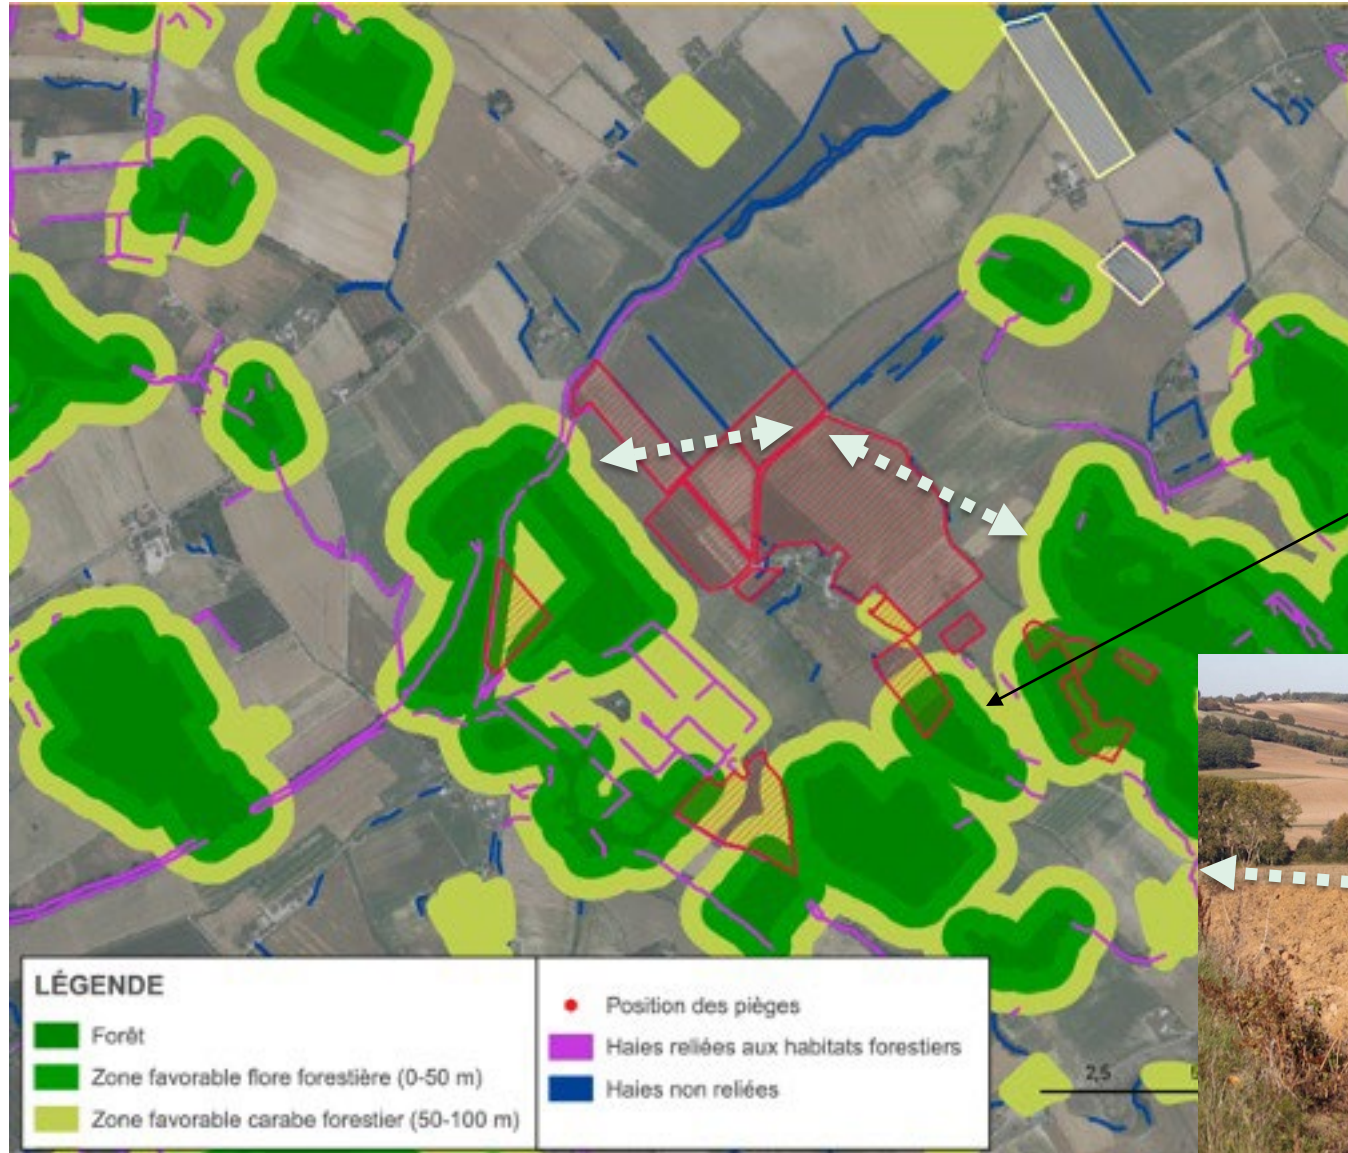 LÉGENDE
Forêt
Zone favorable flore forestière (0-50 m)
Zone favorable carabe forestier (50-100 m)
Position des pièges
Haies reliées aux habitats forestiers
Haies non reliées
2,5